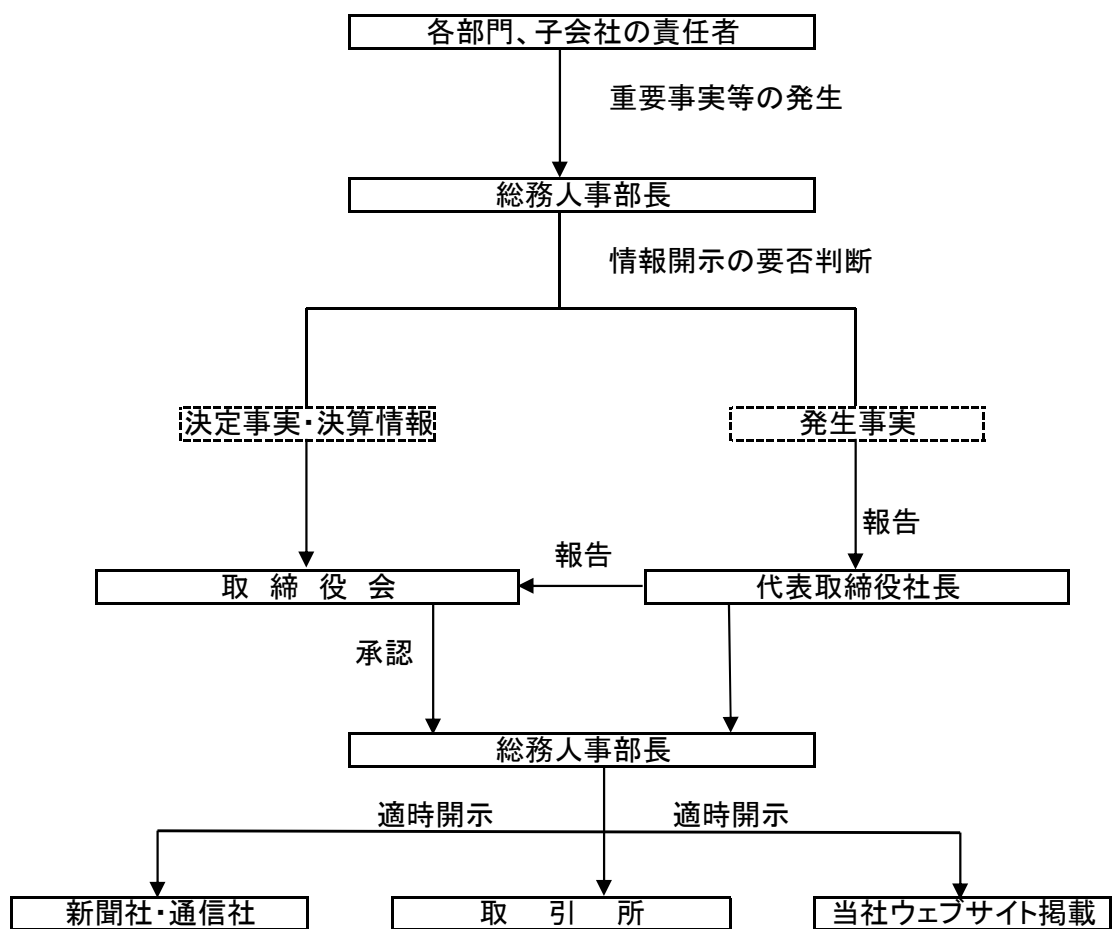 各部門、子会社の責任者
重要事実等の発生
総務人事部長
情報開示の要否判断
決定事実・決算情報
発生事実
報告
報告
取 締 役 会
代表取締役社長
承認
総務人事部長
適時開示
適時開示
新聞社・通信社
取 引 所
当社ウェブサイト掲載